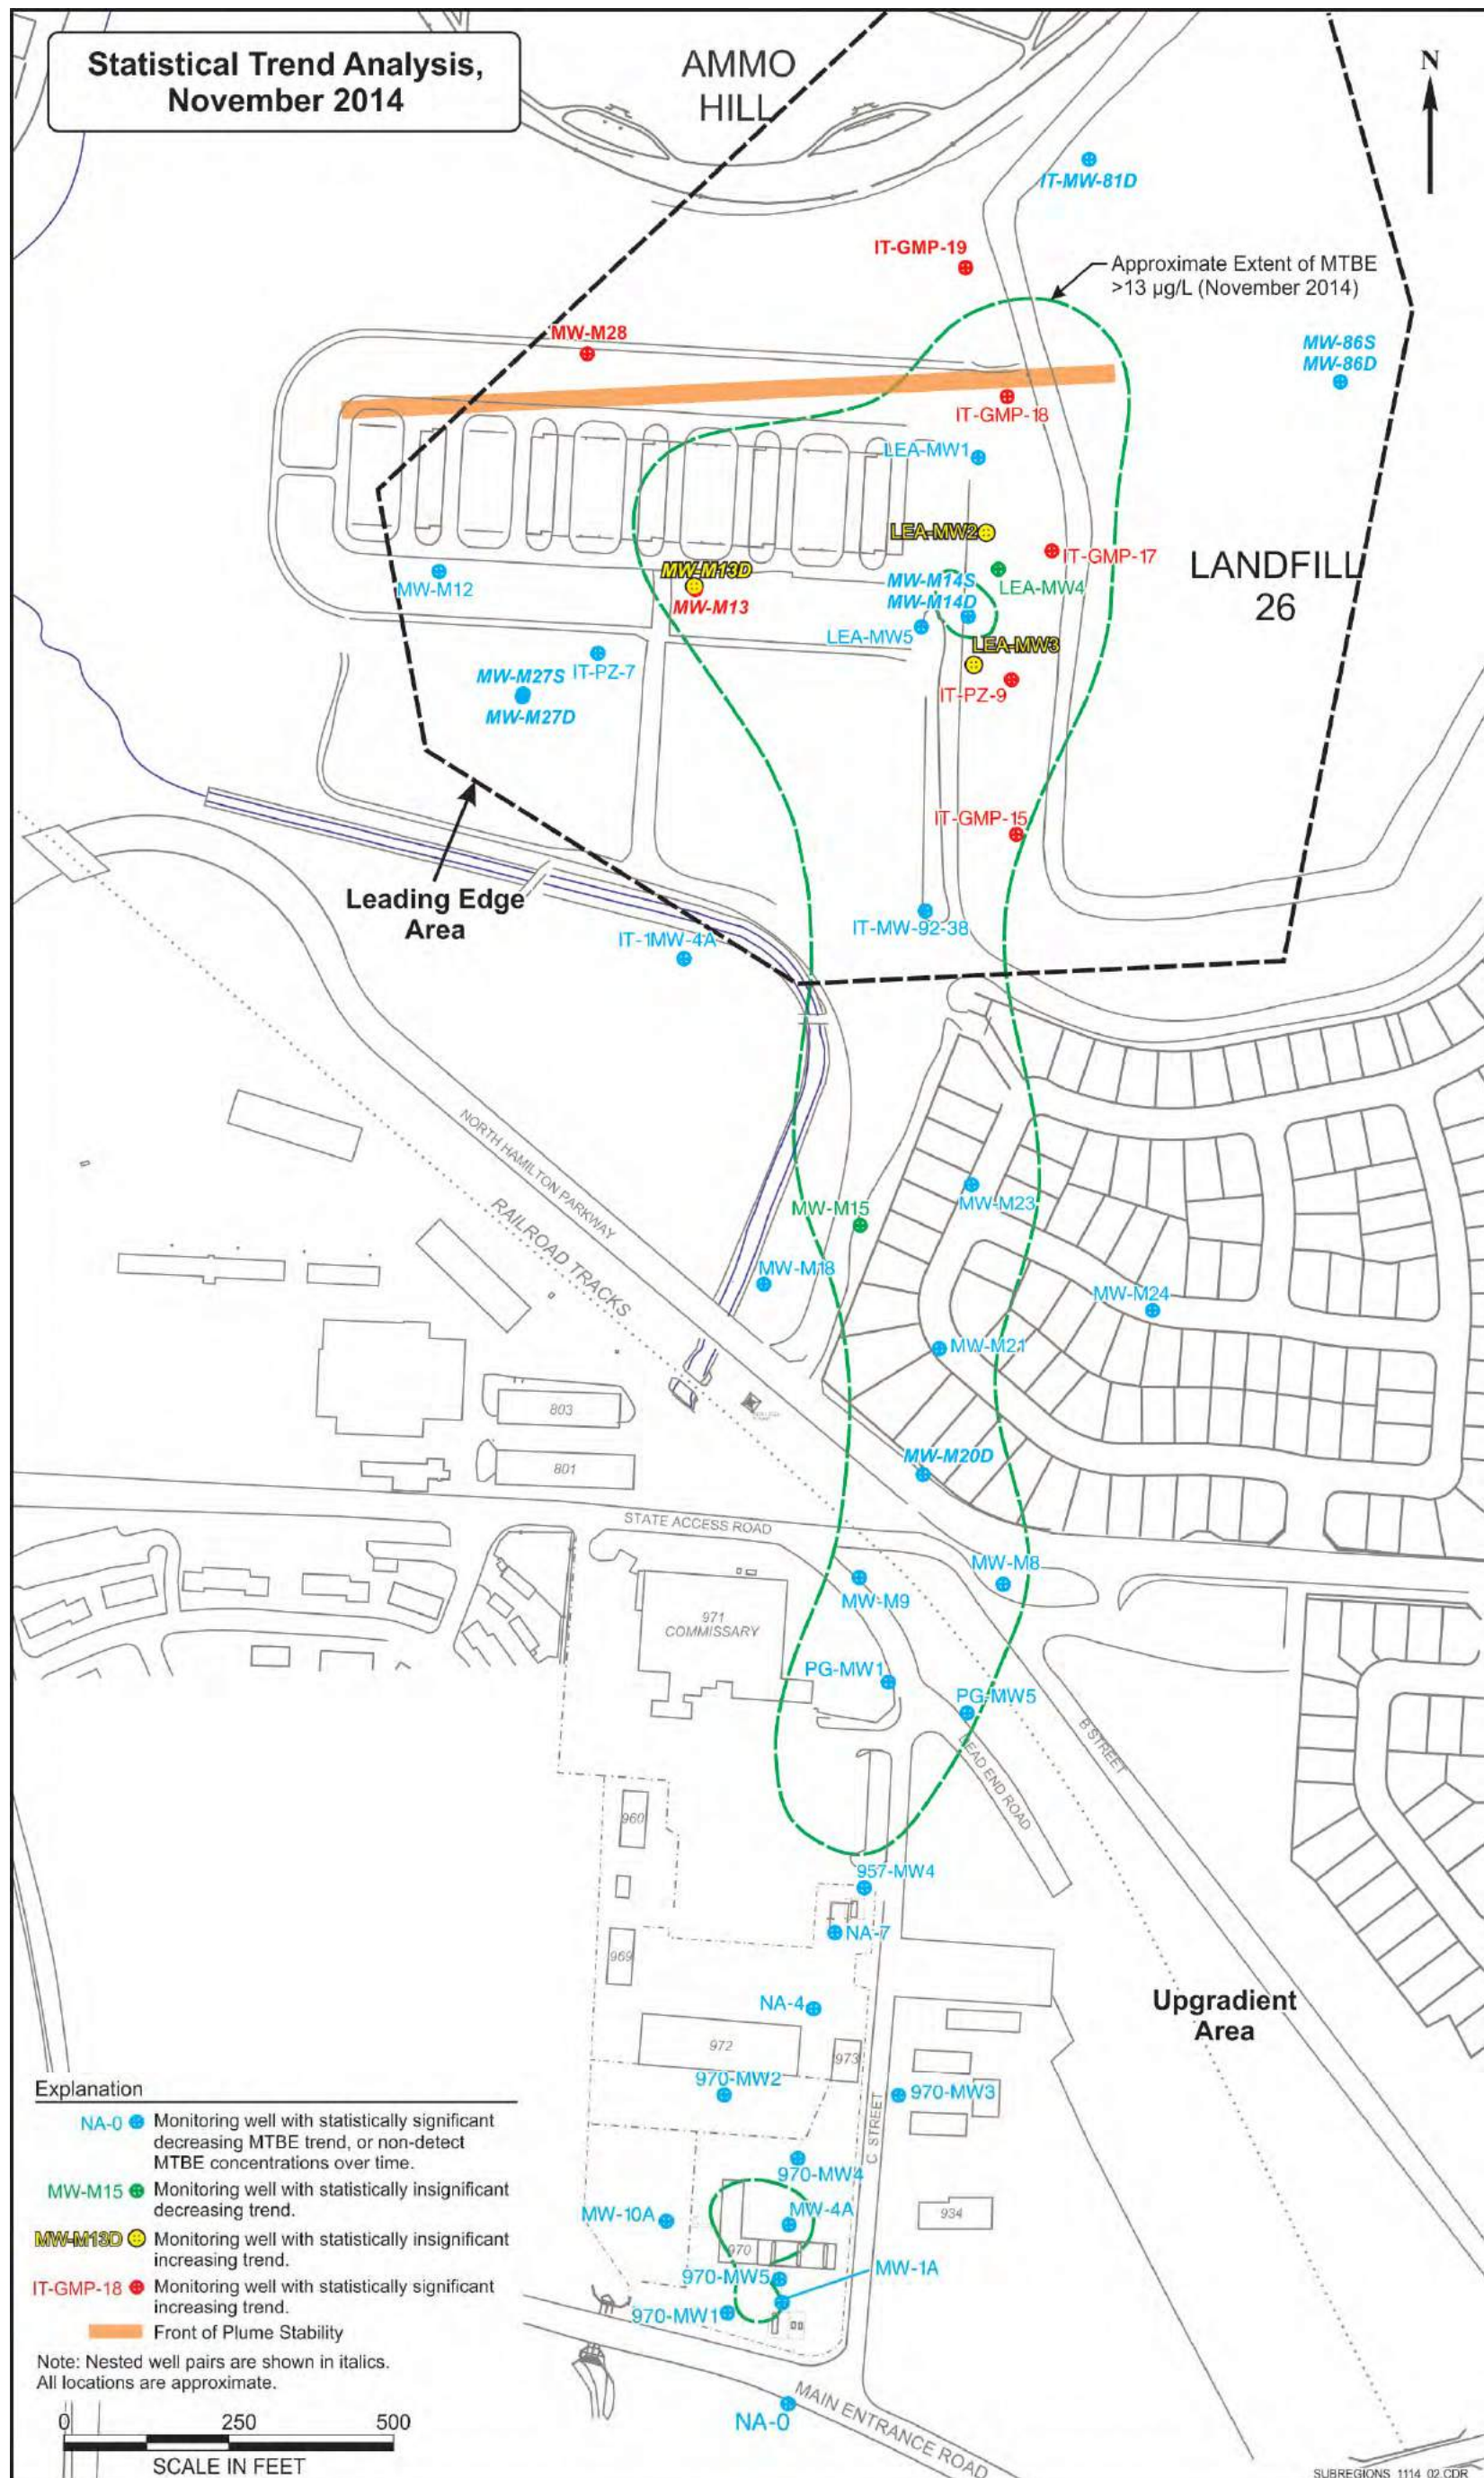 Statistical Trend Analysis,
November 2014
AMMO
HILL
N
IT-MW-81D
IT-GMP-19
Approximate Extent of MTBE
>13 µg/L (November 2014)
MW-M28
MW-86S
MW-86D
IT-GMP-18
LEA-MW1
LEA-MW2
IT-GMP-17
LANDFILL
26
MW-M13D
MW-M13
MW-M14S
MW-M14D
LEA-MW4
MW-M12
LEA-MW5
LEA-MW3
IT-PZ-7
MW-M27S
MW-M27D
IT-PZ-9
IT-GMP-15
Leading Edge
Area
IT-MW-92-38
IT-1MW-4A
NORTH HAMILTON PARKWAY
RAILROAD TRACKS
MW-M23
MW-M15
MW-M18
MW-M24
MW-M21
803
801
MW-M20D
STATE ACCESS ROAD
MW-M8
MW-M9
971
COMMISSARY
PG-MW1
PG-MW5
B STREET
DEAD END ROAD
960
957-MW4
NA-7
969
NA-4
Upgradient
Area
972
973
970-MW2
970-MW3
C STREET
970-MW4
MW-10A
MW-4A
934
970
MW-1A
970-MW5
970-MW1
NA-0
MAIN ENTRANCE ROAD
Explanation
NA-0 Monitoring well with statistically significant
decreasing MTBE trend, or non-detect
MTBE concentrations over time.
MW-M15 Monitoring well with statistically insignificant
decreasing trend.
MW-M13D Monitoring well with statistically insignificant
increasing trend.
IT-GMP-18 Monitoring well with statistically significant
increasing trend.
Front of Plume Stability
Note: Nested well pairs are shown in italics.
All locations are approximate.
0 250 500
SCALE IN FEET
SUBREGIONS_1114_02.CDR